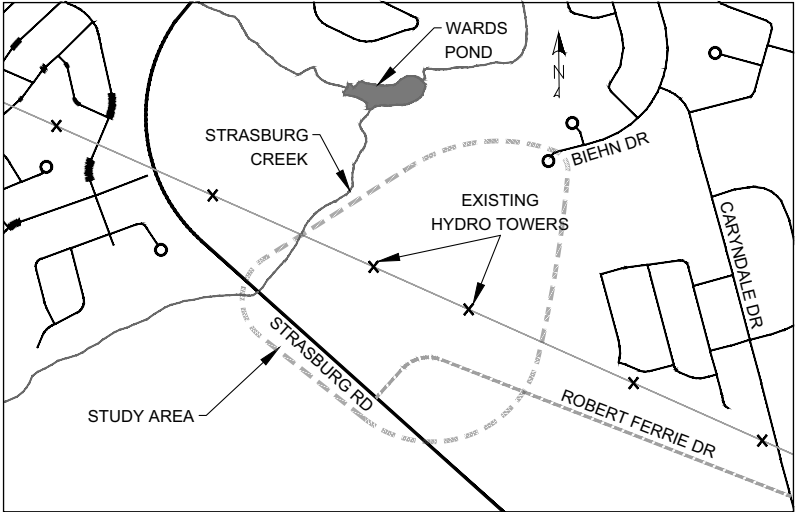 WARDS
POND
N
STRASBURG
CREEK
BIEHN DR
EXISTING
HYDRO TOWERS
CARYNDALE DR
STRASBURG RD
STUDY AREA
ROBERT FERRIE DR